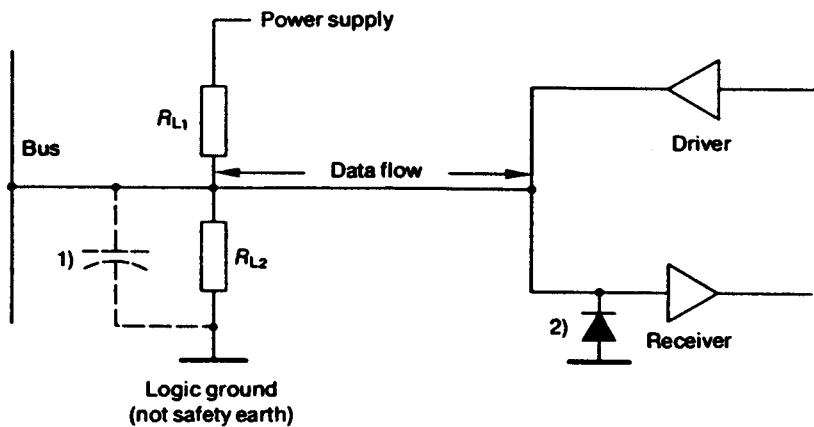 Power supply
RL1
Bus
Data flow
Driver
1)
RL2
2)
Receiver
Logic ground
(not safety earth)